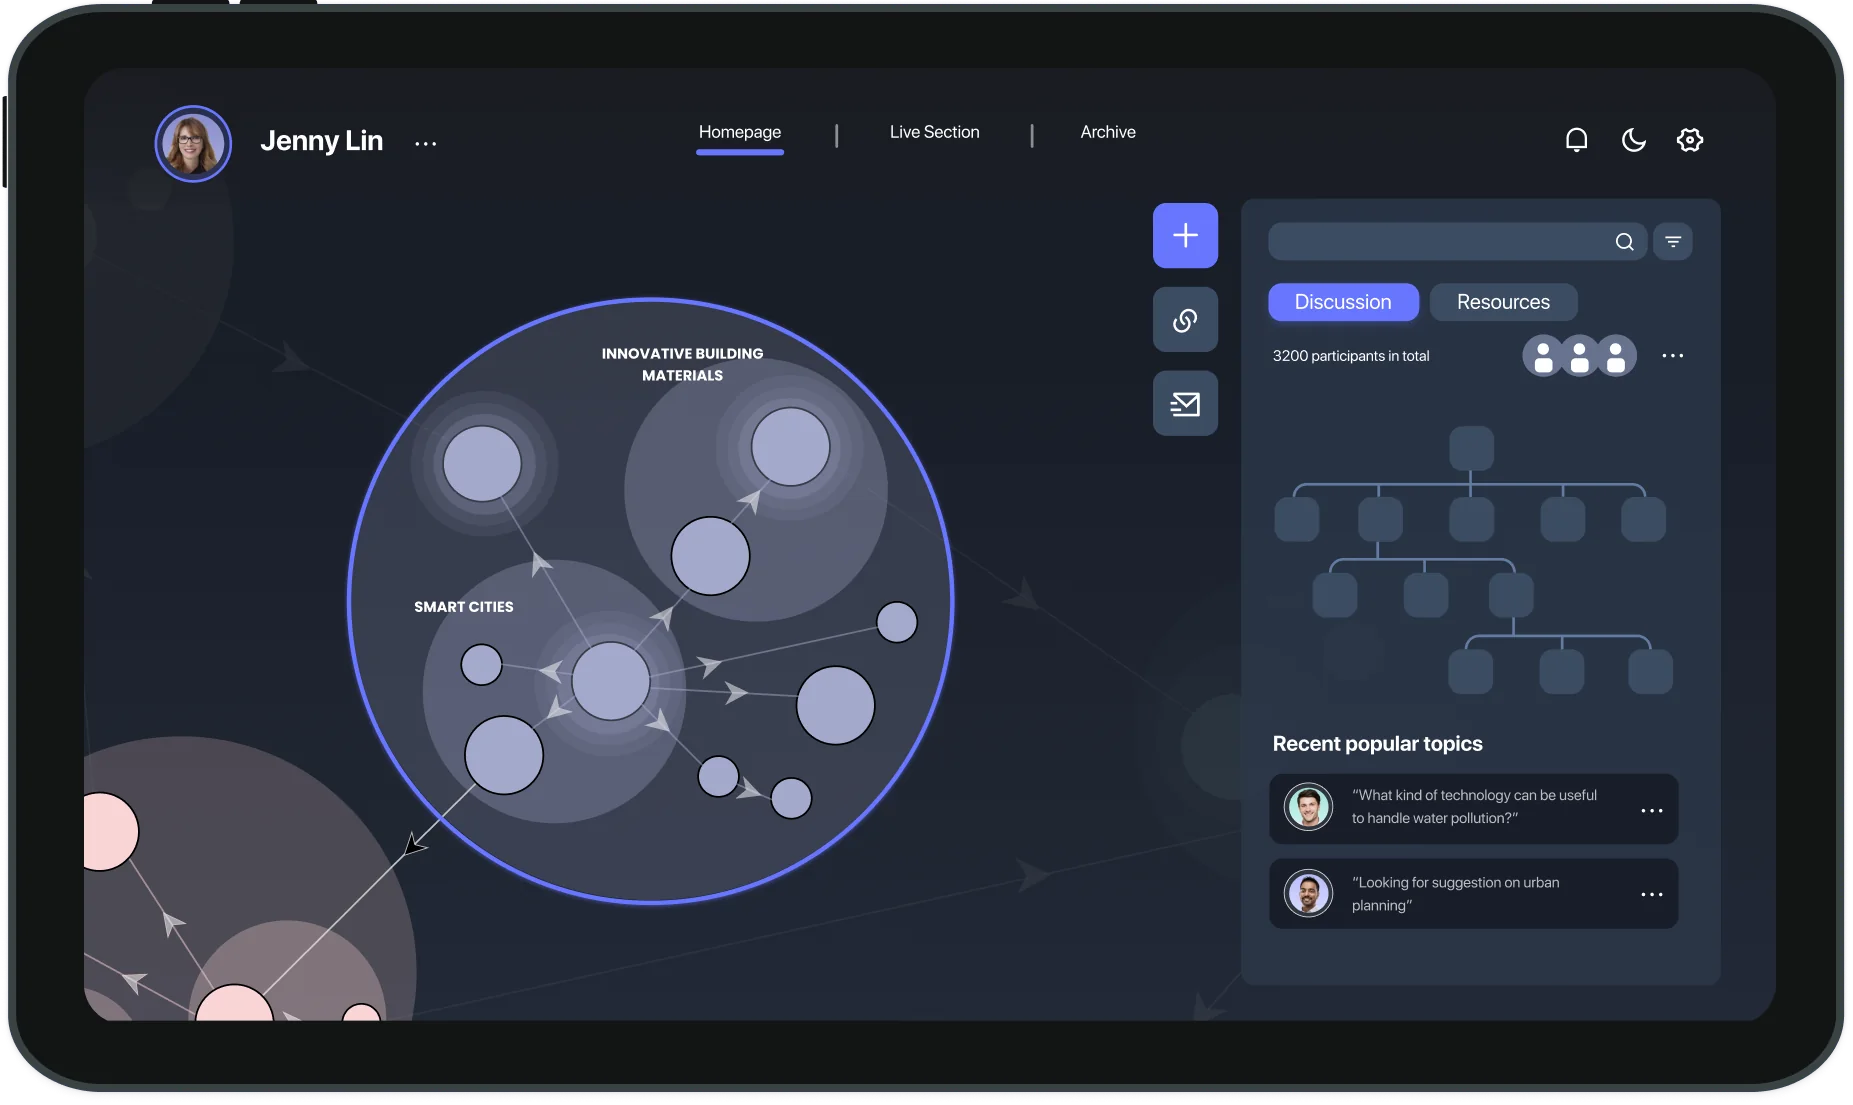 Jenny Lin
Homepage
Live Section
Archive
Discussion
Resources
3200 participants in total
INNOVATIVE BUILDING
MATERIALS
SMART CITIES
Recent popular topics
“What kind of technology can be useful
to handle water pollution?”
“Looking for suggestion on urban
planning”